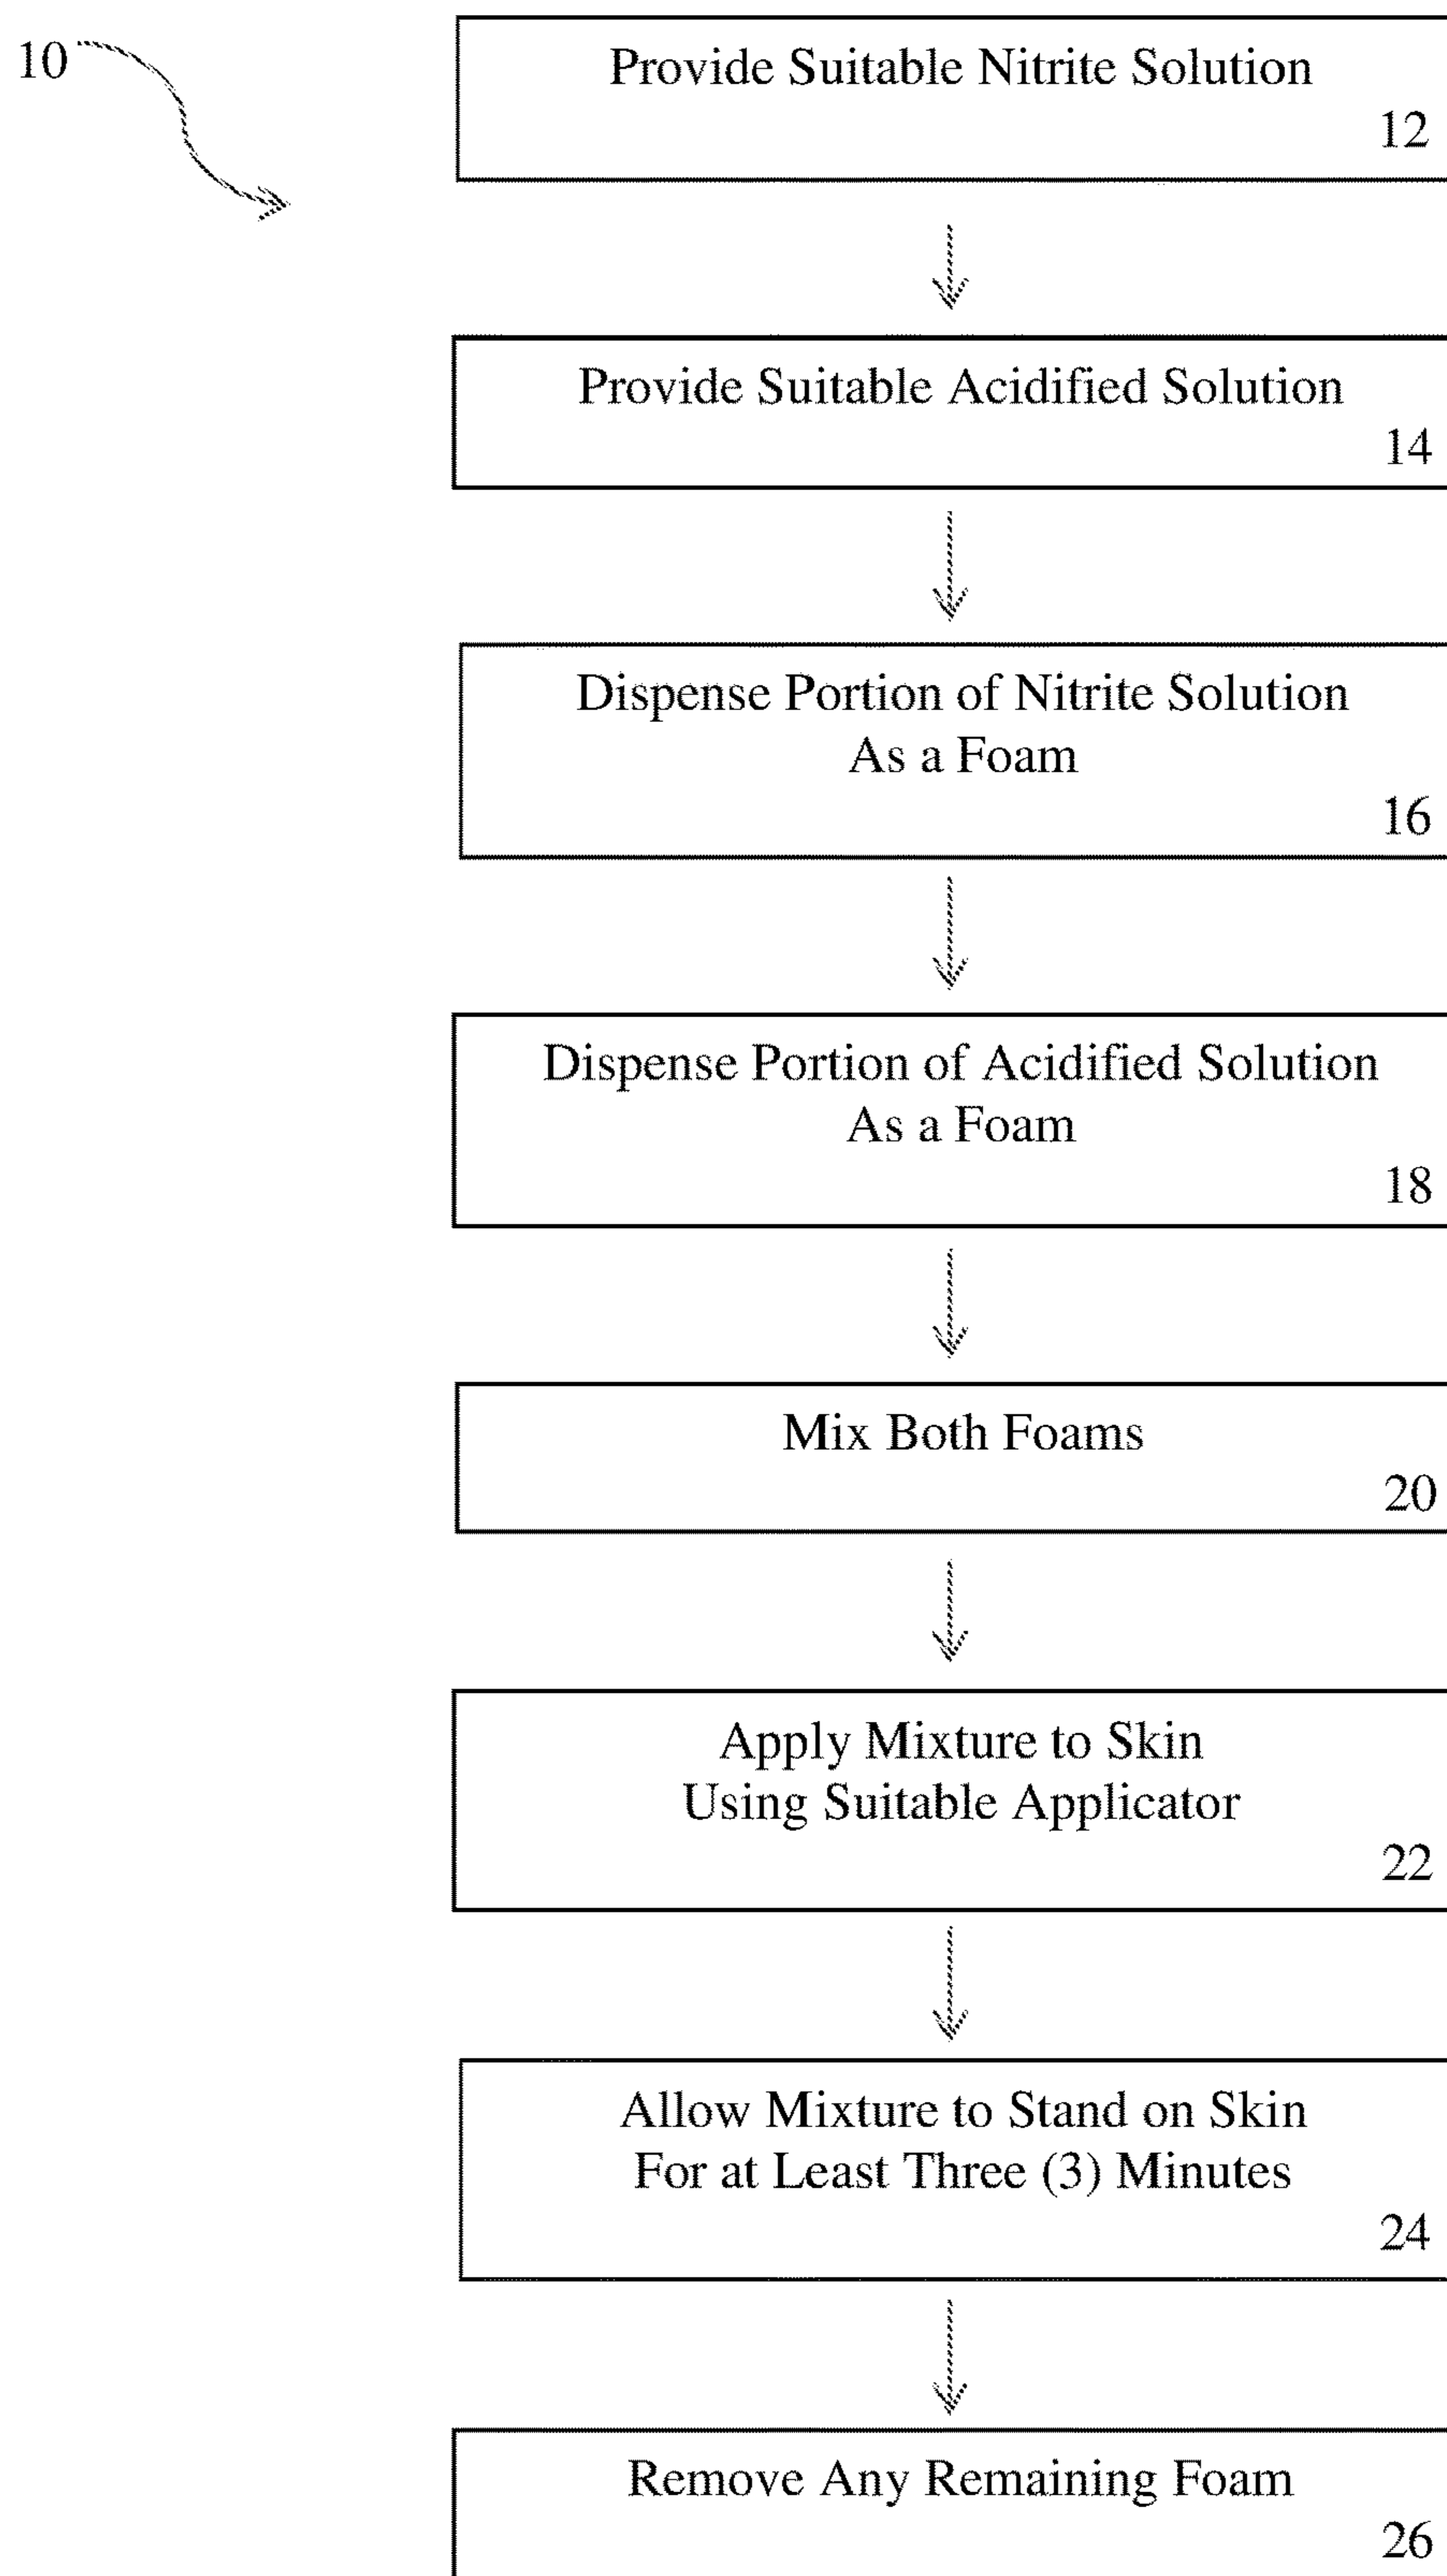 10
Provide Suitable Nitrite Solution
12
Provide Suitable Acidified Solution
14
Dispense Portion of Nitrite Solution
As a Foam
16
Dispense Portion of Acidified Solution
As a Foam
18
Mix Both Foams
20
Apply Mixture to Skin
Using Suitable Applicator
22
Allow Mixture to Stand on Skin
For at Least Three (3) Minutes
24
Remove Any Remaining Foam
26